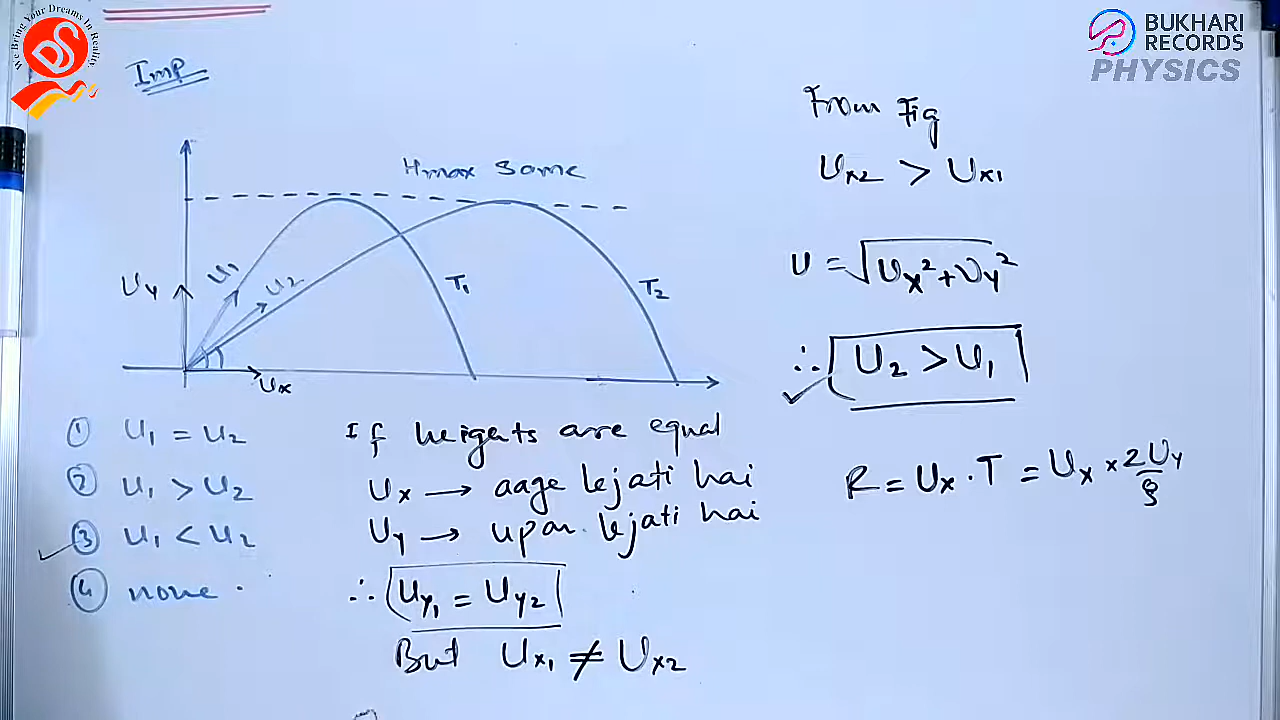 We Bring Your Dreams In Reality
DS
BUKHARI
RECORDS
PHYSICS
Imp
Hmax Same
Uy
U1
U2
T1
T2
Ux
① U1 = U2
② U1 > U2
③ U1 < U2
④ none.
If heights are equal
Ux → aage lejati hai
Uy → upar lejati hai
∴ Uy1 = Uy2
But Ux1 ≠ Ux2
From Fig
Ux2 > Ux1
U = √Ux² + Uy²
∴ U2 > U1
R = Ux · T = Ux × 2Uy/g